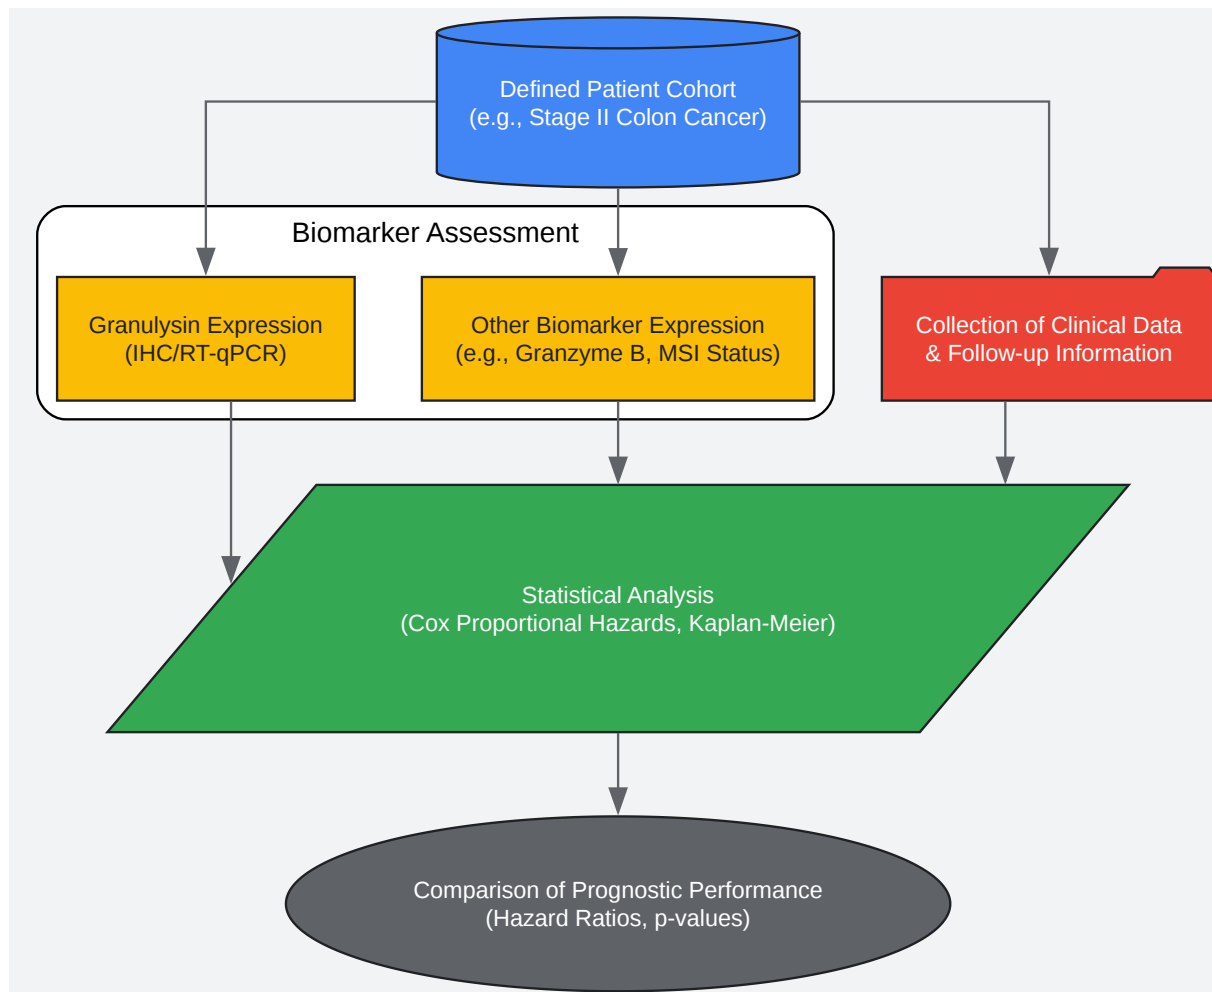 Defined Patient Cohort
(e.g., Stage II Colon Cancer)
Biomarker Assessment
Granulysin Expression
(IHC/RT-qPCR)
Other Biomarker Expression
(e.g., Granzyme B, MSI Status)
Collection of Clinical Data
& Follow-up Information
Statistical Analysis
(Cox Proportional Hazards, Kaplan-Meier)
Comparison of Prognostic Performance
(Hazard Ratios, p-values)